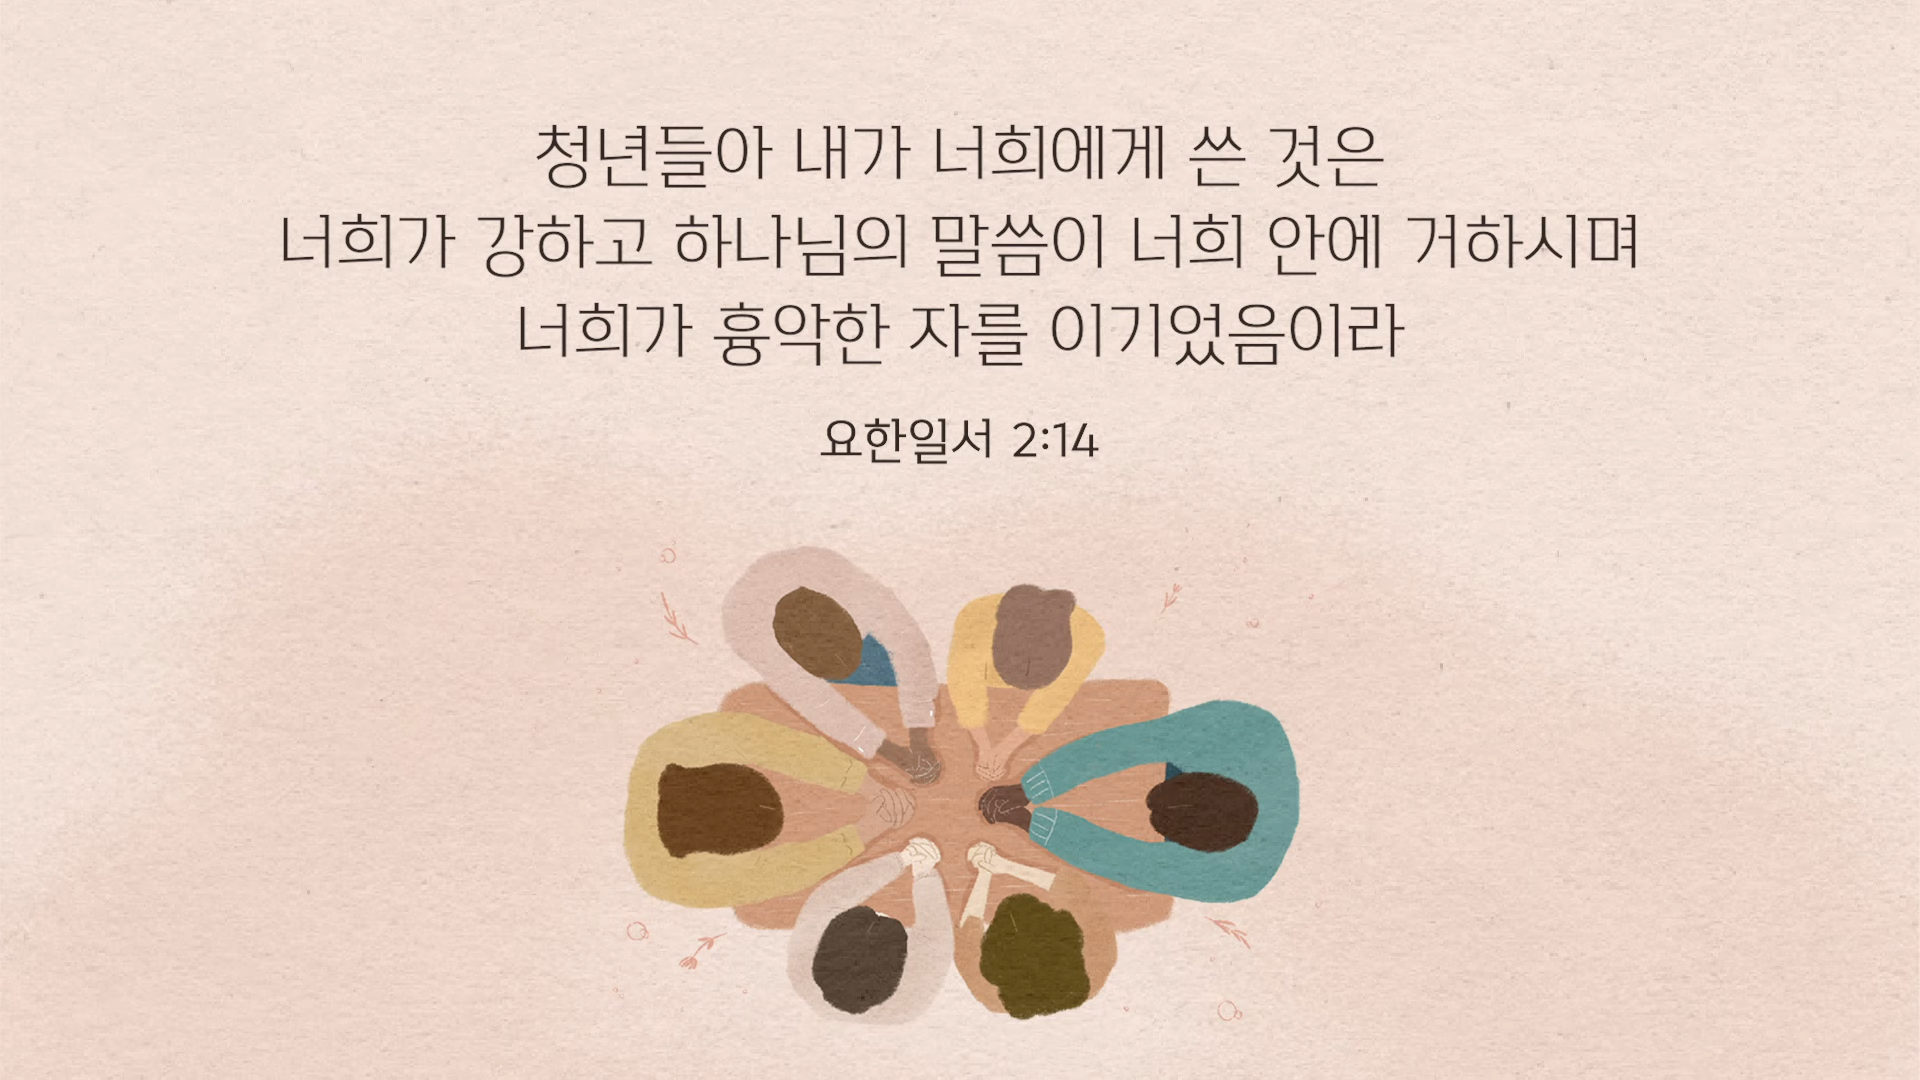 청년들아 내가 너희에게 쓴 것은
너희가 강하고 하나님의 말씀이 너희 안에 거하시며
너희가 흉악한 자를 이기었음이라
요한일서 2:14